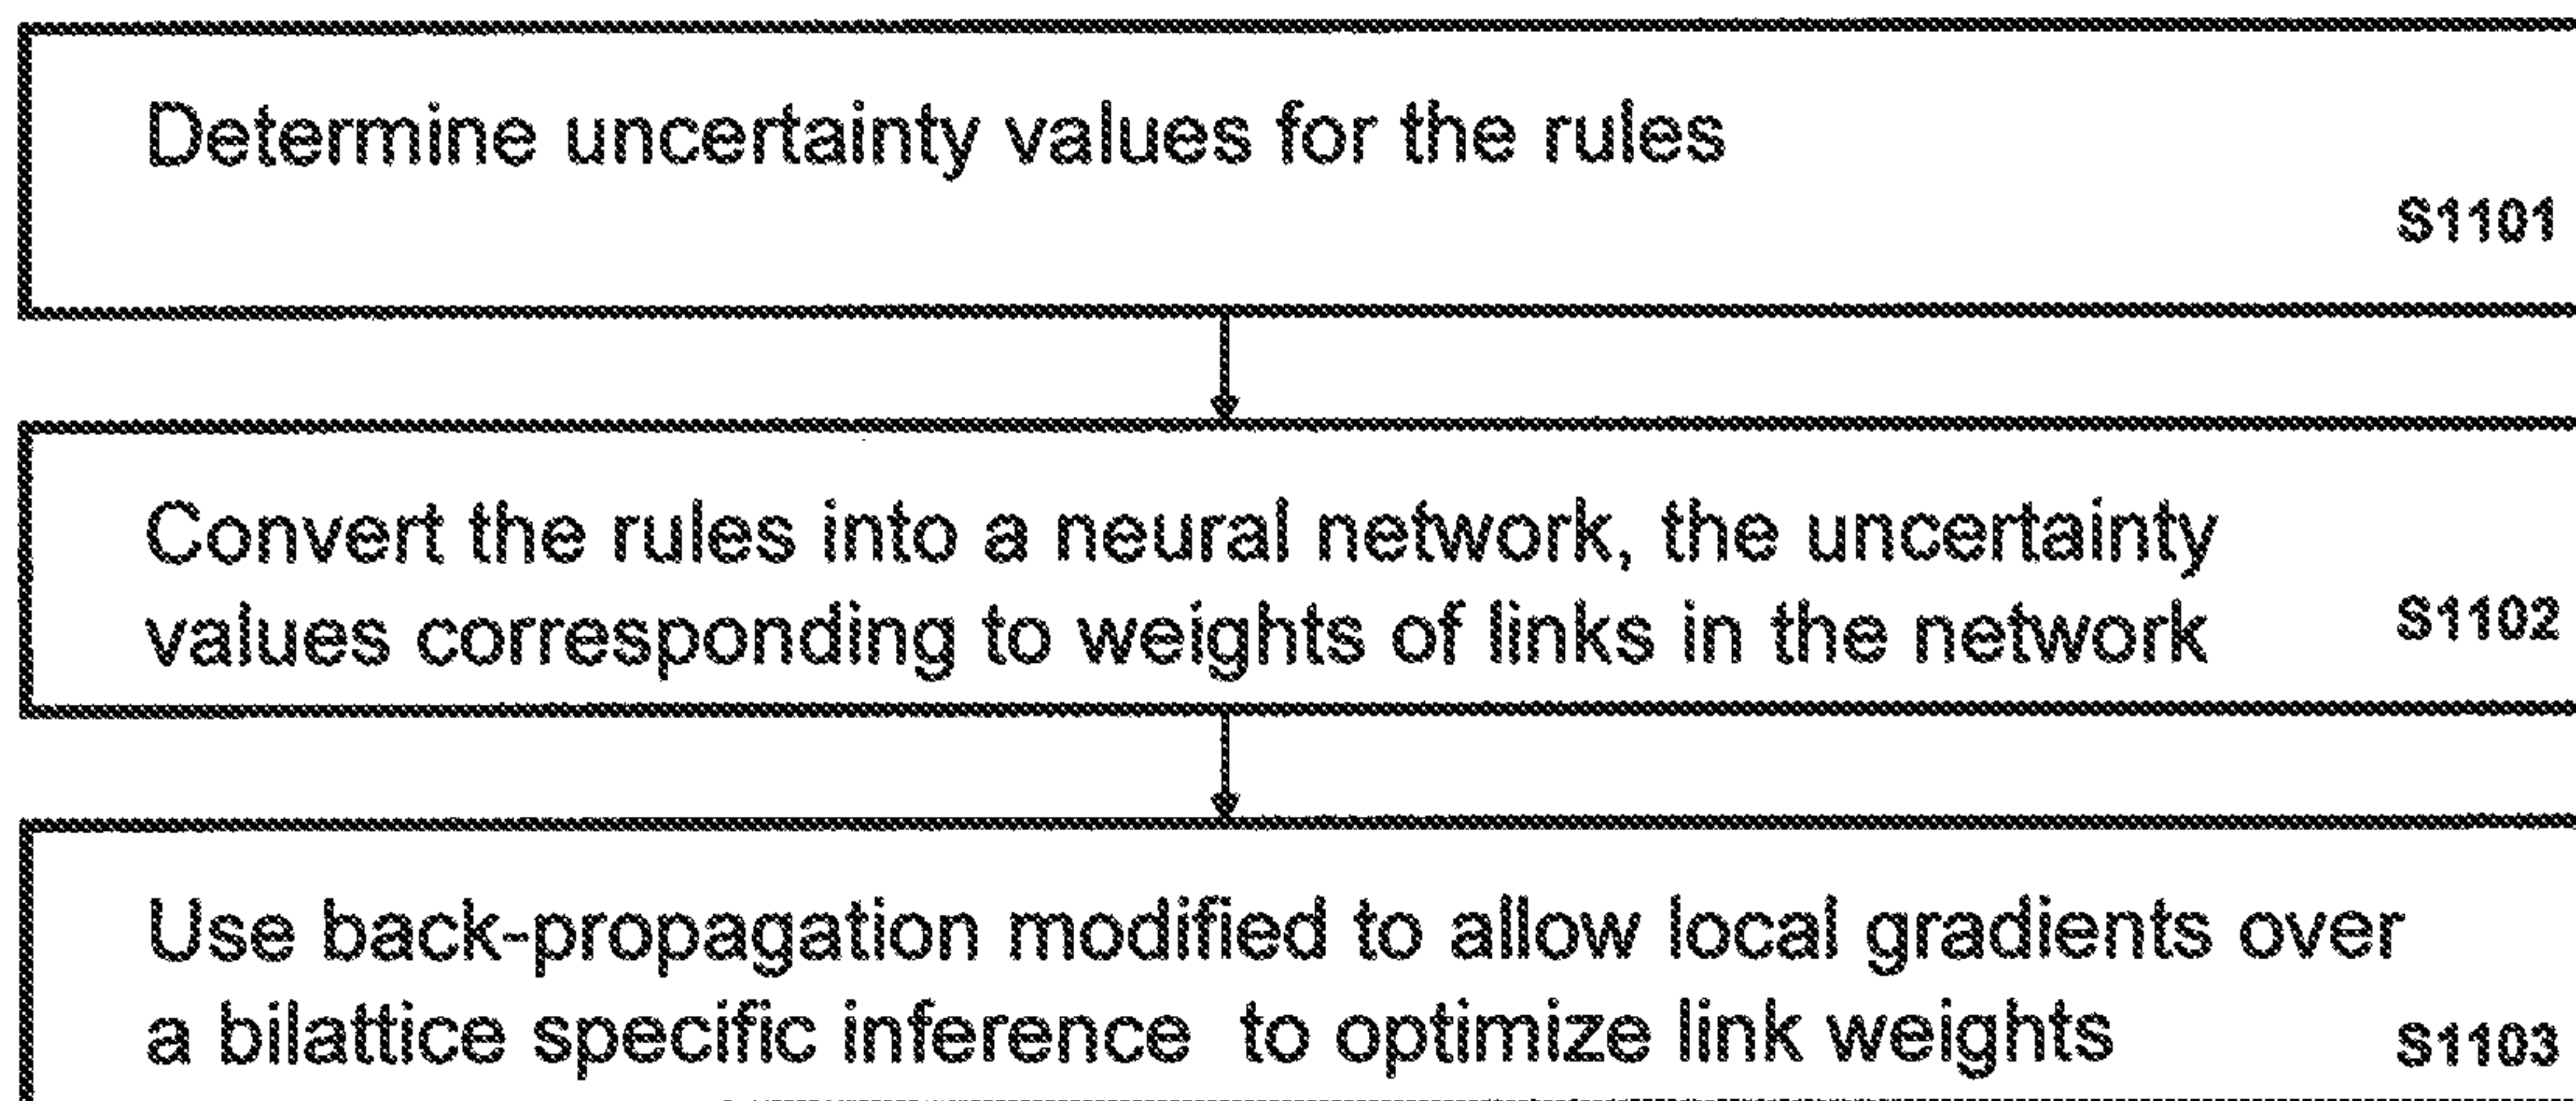 Determine uncertainty values for the rules
S1101
Convert the rules into a neural network, the uncertainty
values corresponding to weights of links in the network
S1102
Use back-propagation modified to allow local gradients over
a bilattice specific inference to optimize link weights
S1103